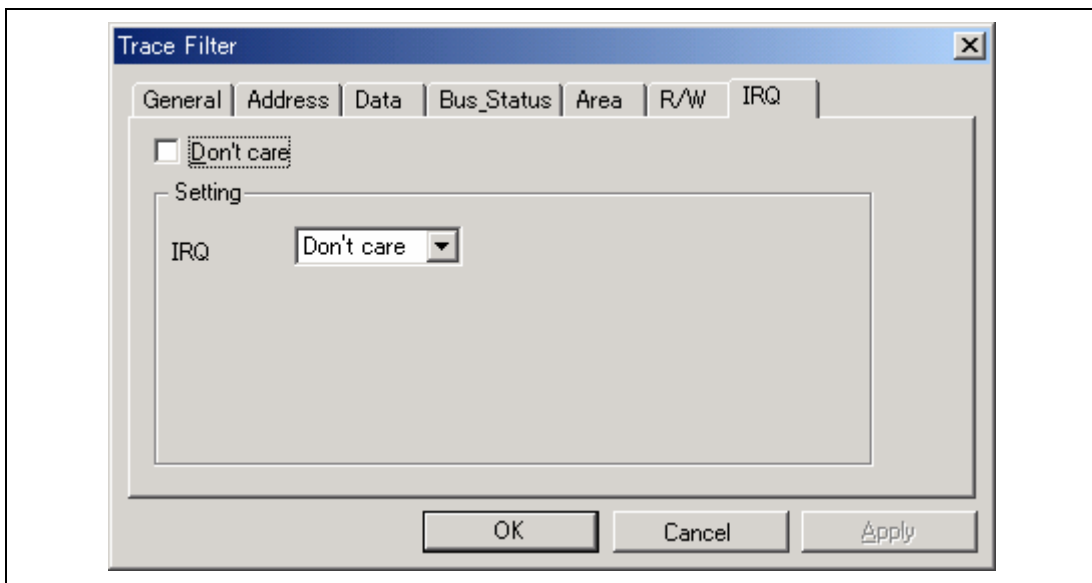 Trace Filter
General Address Data Bus_Status Area R/W IRQ
Don't care
Setting
IRQ Don't care
OK Cancel Apply